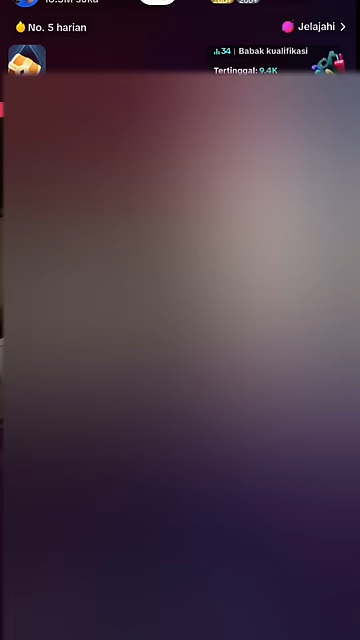 No. 5 harian
Jelajahi >
34 | Babak kualifikasi
Tertinggal: 9.4K